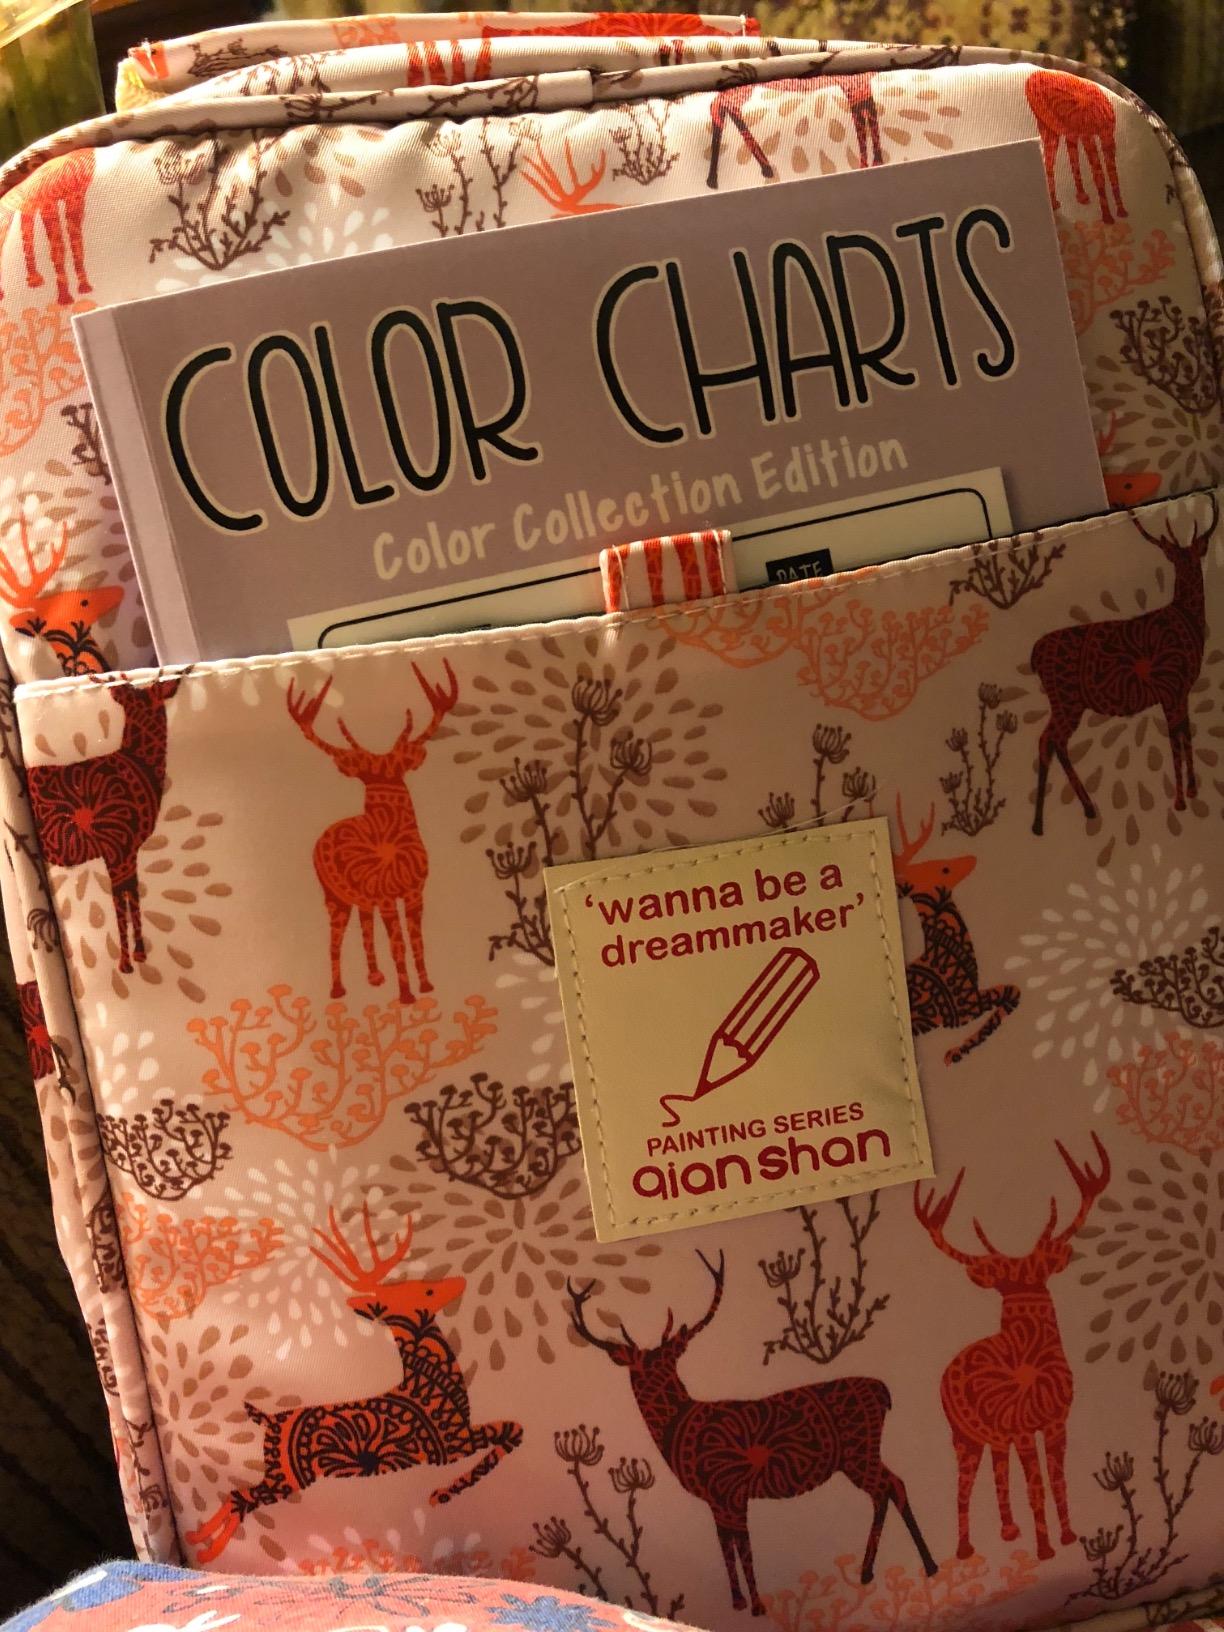 COLOR CHARTS
Color Collection Edition
DATE
‘wanna be a
dreammaker’
PAINTING SERIES
qianshan